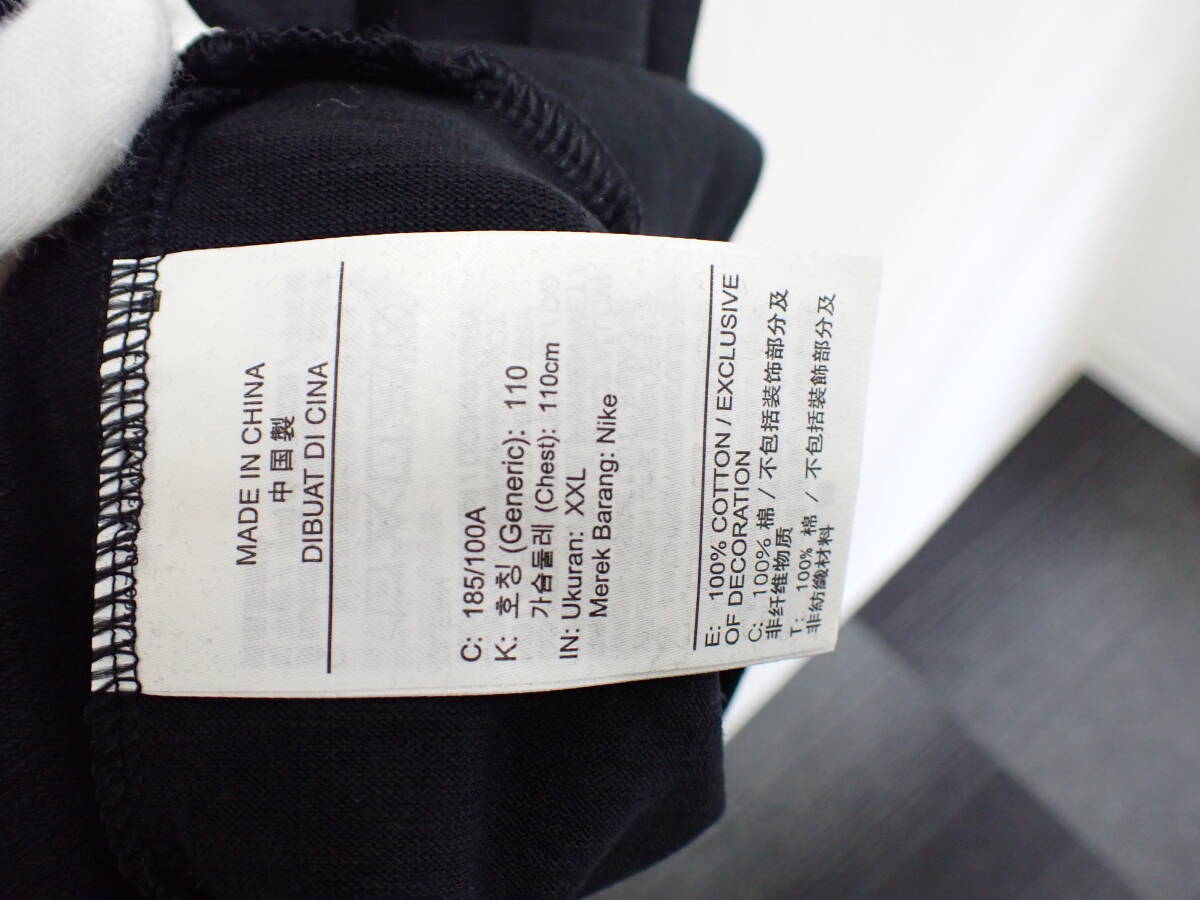 MADE IN CHINA
中国製
DIBUAT DI CINA
C: 185/100A
K: 호칭 (Generic): 110
가슴둘레 (Chest): 110cm
IN: Ukuran: XXL
Merek Barang: Nike
E: 100% COTTON / EXCLUSIVE
OF DECORATION
C: 100% 棉 / 不包括装饰部分及
非纤维物质
T: 100% 棉 / 不包括裝飾部分及
非紡織材料